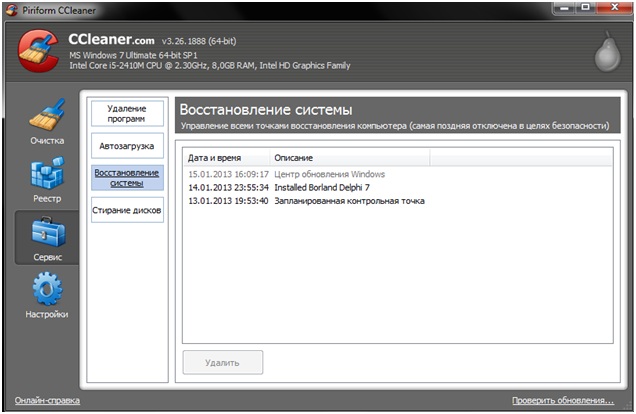 Piriform CCleaner
CCleaner.com v3.26.1888 (64-bit)
MS Windows 7 Ultimate 64-bit SP1
Intel Core i5-2410M CPU @ 2.30GHz, 8,0GB RAM, Intel HD Graphics Family
Очистка
Реестр
Сервис
Настройки
Удаление
программ
Автозагрузка
Восстановление
системы
Стирание дисков
Восстановление системы
Управление всеми точками восстановления компьютера (самая поздняя отключена в целях безопасности)
Дата и время Описание
15.01.2013 16:09:17 Центр обновления Windows
14.01.2013 23:55:34 Installed Borland Delphi 7
13.01.2013 19:53:40 Запланированная контрольная точка
Удалить
Онлайн-справка
Проверить обновления...